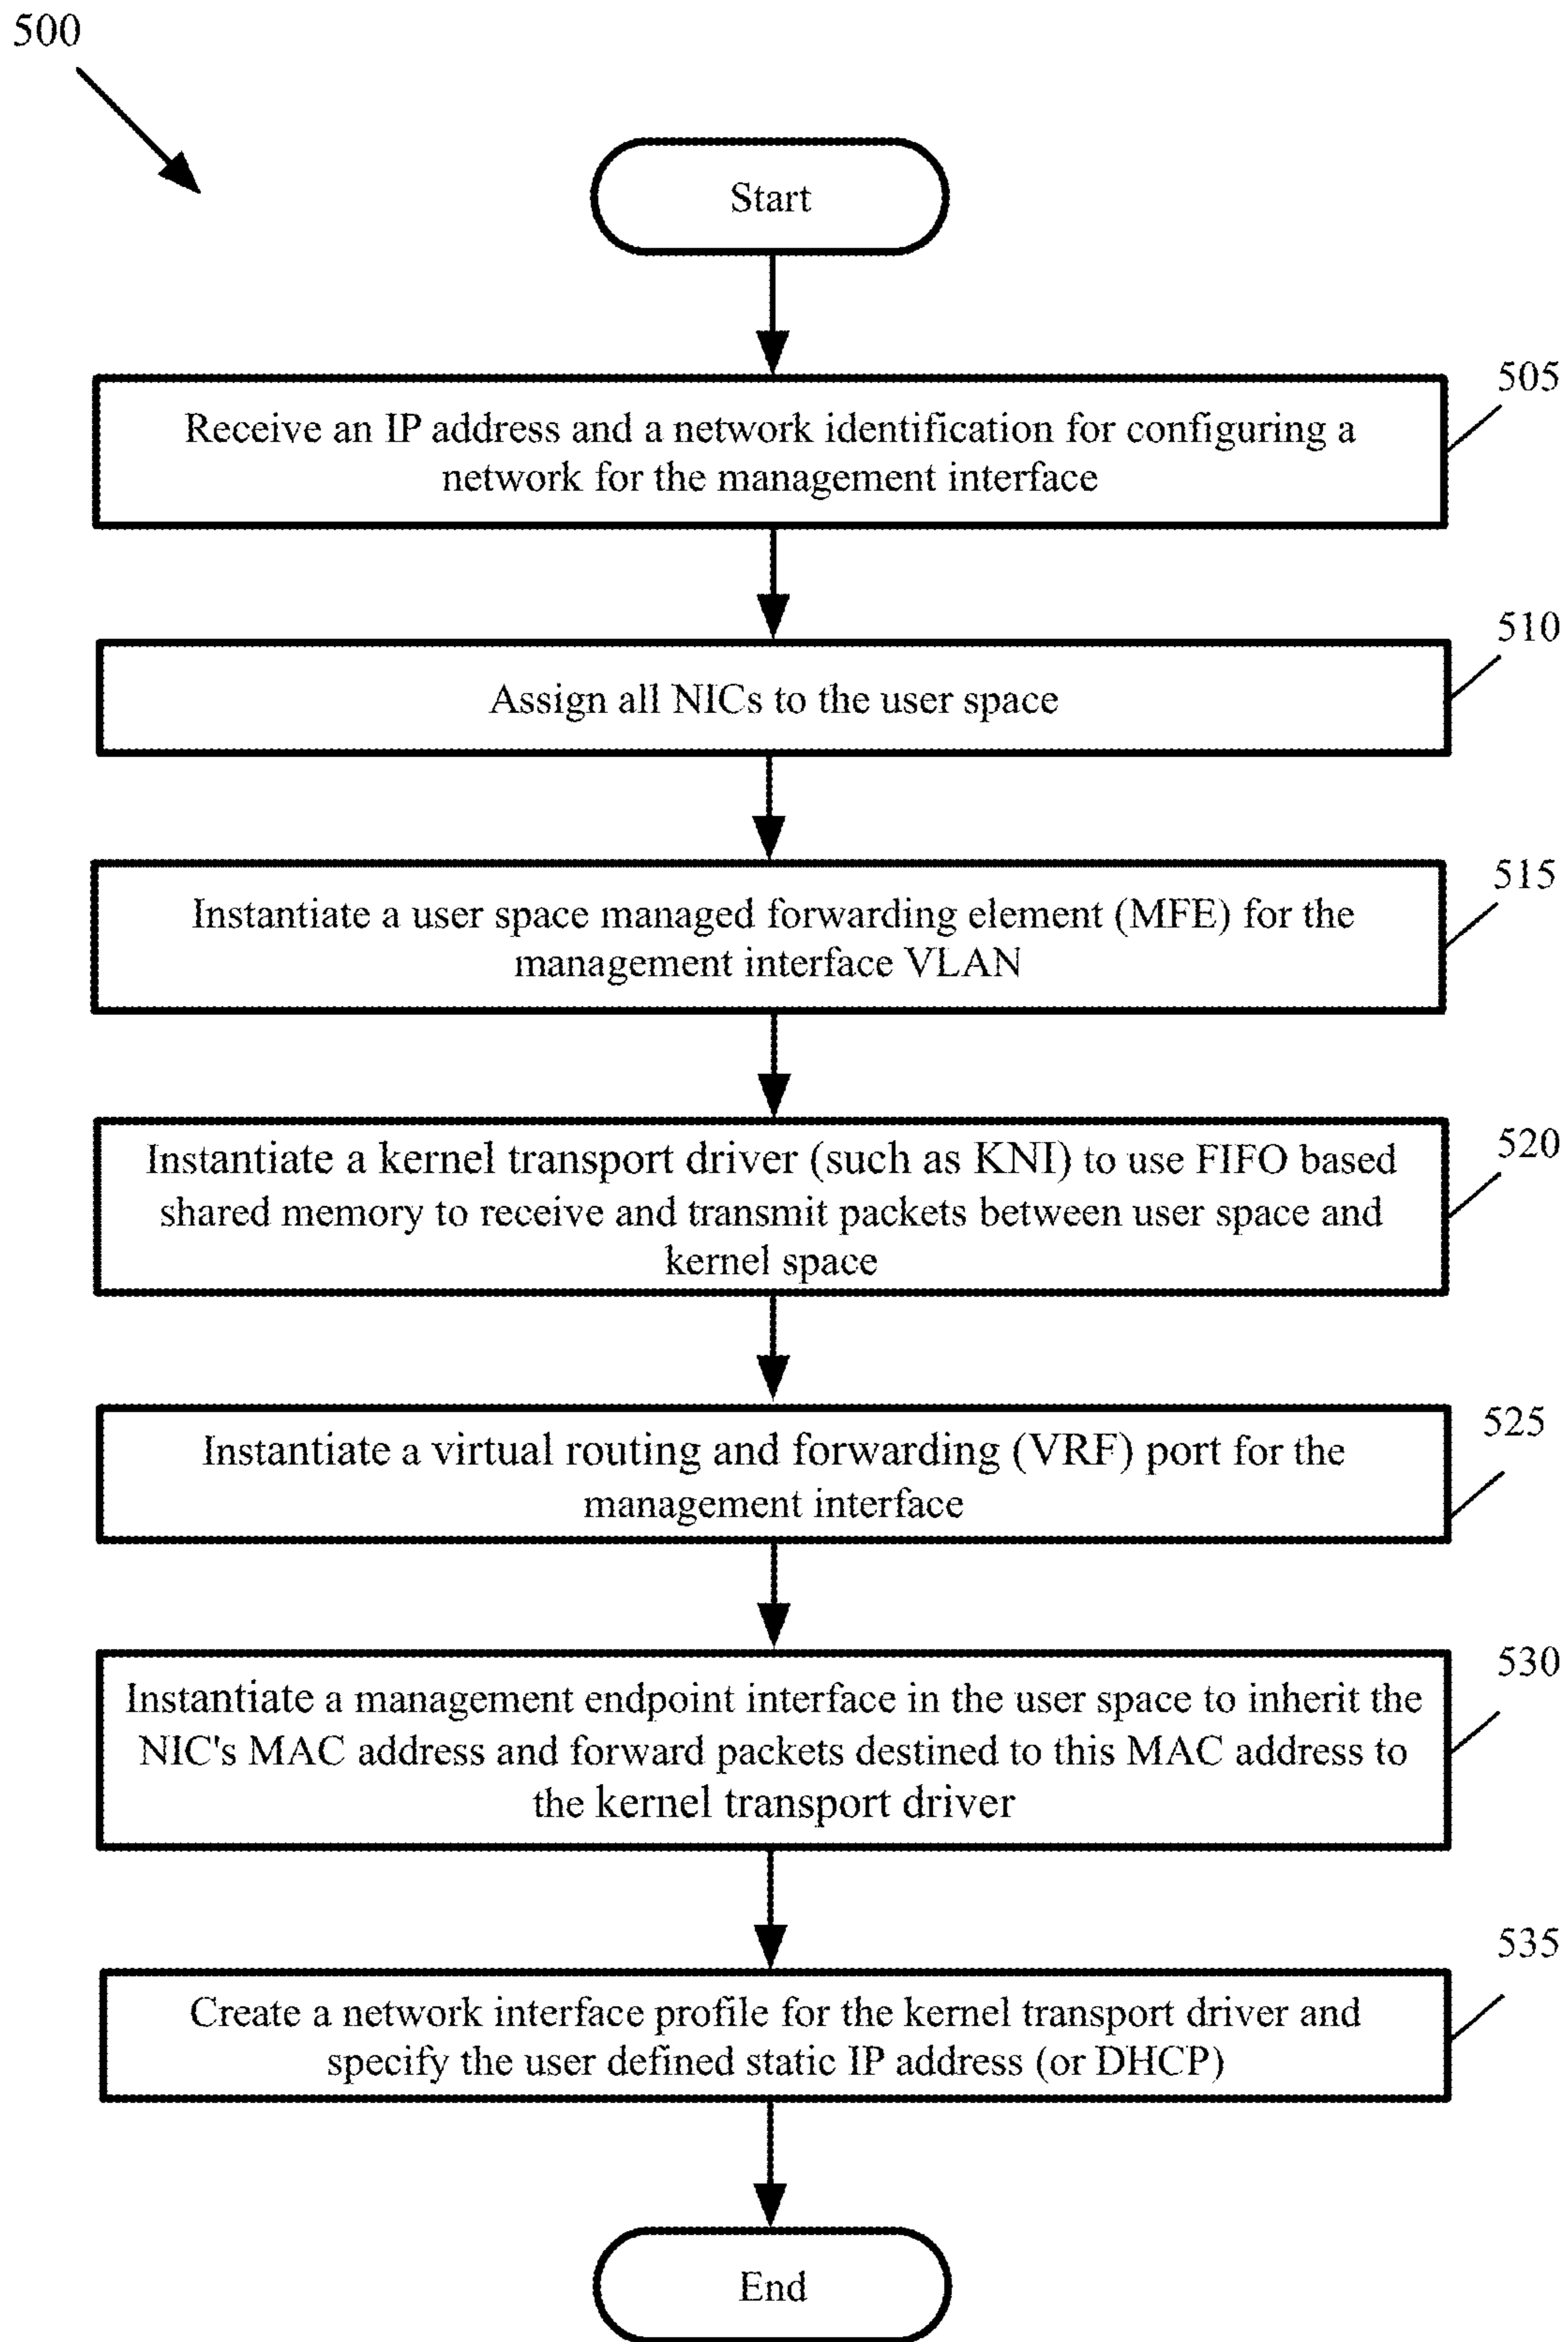 500
Start
505
Receive an IP address and a network identification for configuring a
network for the management interface
510
Assign all NICs to the user space
515
Instantiate a user space managed forwarding element (MFE) for the
management interface VLAN
520
Instantiate a kernel transport driver (such as KNI) to use FIFO based
shared memory to receive and transmit packets between user space and
kernel space
525
Instantiate a virtual routing and forwarding (VRF) port for the
management interface
530
Instantiate a management endpoint interface in the user space to inherit the
NIC's MAC address and forward packets destined to this MAC address to
the kernel transport driver
535
Create a network interface profile for the kernel transport driver and
specify the user defined static IP address (or DHCP)
End